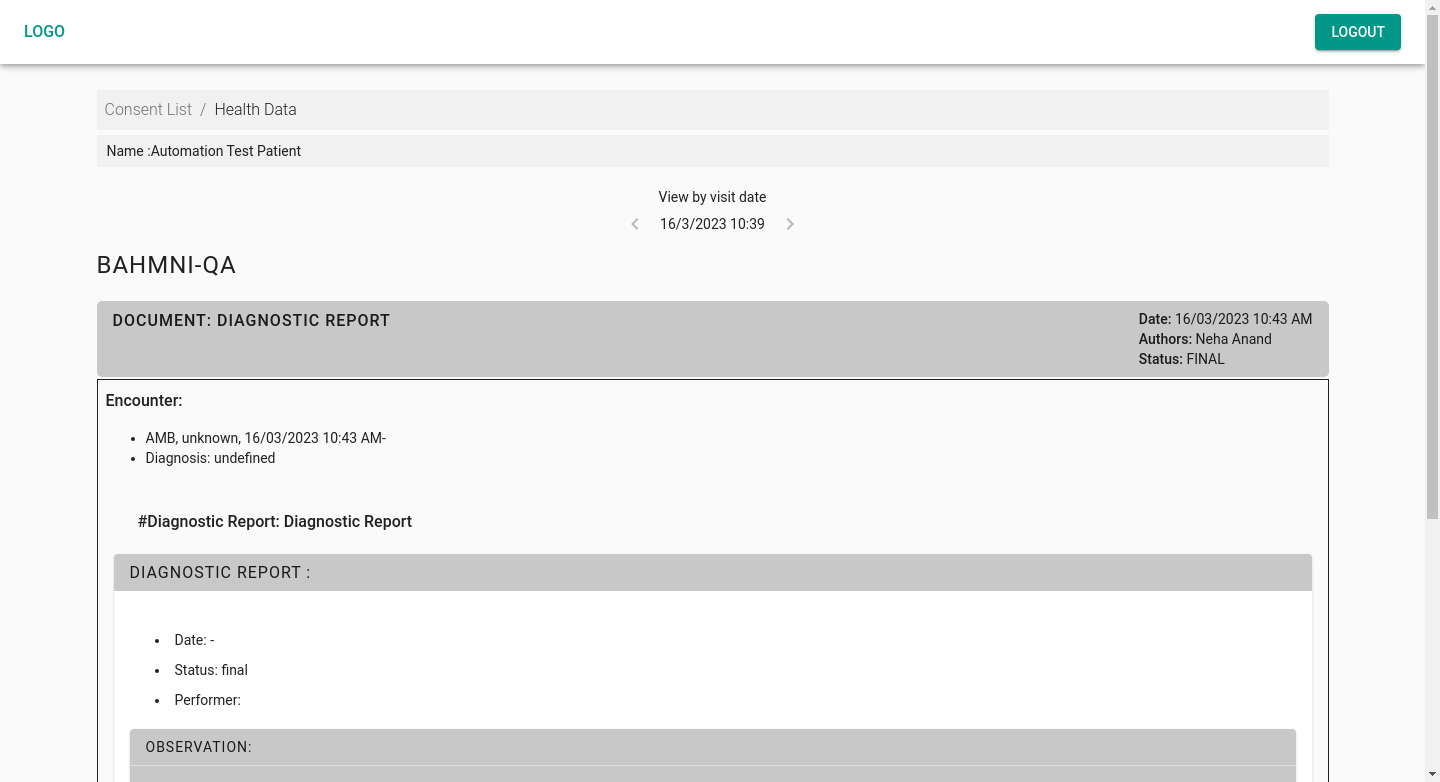 LOGO
LOGOUT
Consent List / Health Data
Name :Automation Test Patient
View by visit date
16/3/2023 10:39
BAHMNI-QA
DOCUMENT: DIAGNOSTIC REPORT
Date: 16/03/2023 10:43 AM
Authors: Neha Anand
Status: FINAL
Encounter:
AMB, unknown, 16/03/2023 10:43 AM-
Diagnosis: undefined
#Diagnostic Report: Diagnostic Report
DIAGNOSTIC REPORT :
Date: -
Status: final
Performer:
OBSERVATION: